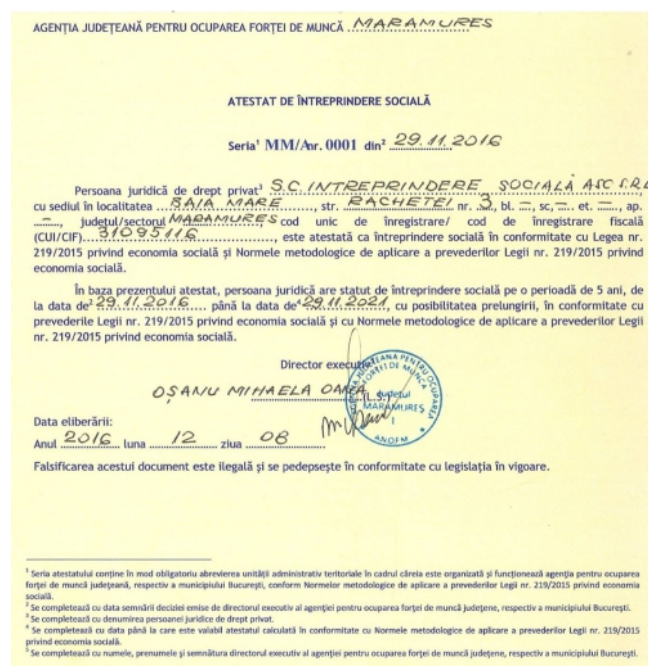 AGENȚIA JUDEȚEANĂ PENTRU OCUPAREA FORȚEI DE MUNCĂ MARAMURES
ATESTAT DE ÎNTREPRINDERE SOCIALĂ
Seria¹ MM/Anr. 0001 din² 29.11.2016
Persoana juridică de drept privat³ S.C. INTREPRINDERE SOCIALĂ ASC S.RL
cu sediul în localitatea BAIA MARE, str. RACHETEI nr. 3, bl. –, sc, –. et. –, ap.
–, județul/sectorul MARAMUREȘ cod unic de înregistrare/ cod de înregistrare fiscală
(CUI/CIF) 31095116, este atestată ca întreprindere socială în conformitate cu Legea nr.
219/2015 privind economia socială și Normele metodologice de aplicare a prevederilor Legii nr. 219/2015 privind
economia socială.
În baza prezentului atestat, persoana juridică are statut de întreprindere socială pe o perioadă de 5 ani, de
la data de² 29.11.2016 până la data de⁴ 29.11.2021, cu posibilitatea prelungirii, în conformitate cu
prevederile Legii nr. 219/2015 privind economia socială și cu Normele metodologice de aplicare a prevederilor Legii
nr. 219/2015 privind economia socială.
Director executiv
OȘANU MIHAELA OANA
(L.S.)
AGENȚIA JUDEȚEANĂ PENTRU OCUPAREA
FORȚEI DE MUNCĂ
Județul
MARAMUREȘ
I
ANOFM
Data eliberării:
Anul 2016 luna 12 ziua 08
Falsificarea acestui document este ilegală și se pedepsește în conformitate cu legislația în vigoare.
¹ Seria atestatului conține în mod obligatoriu abrevierea unității administrativ teritoriale în cadrul căreia este organizată și funcționează agenția pentru ocuparea
forței de muncă județeană, respectiv a municipiului București, conform Normelor metodologice de aplicare a prevederilor Legii nr. 219/2015 privind economia
socială.
² Se completează cu data semnării deciziei emise de directorul executiv al agenției pentru ocuparea forței de muncă județene, respectiv a municipiului București.
³ Se completează cu denumirea persoanei juridice de drept privat.
⁴ Se completează cu data până la care este valabil atestatul calculată în conformitate cu Normele metodologice de aplicare a prevederilor Legii nr. 219/2015
privind economia socială.
⁵ Se completează cu numele, prenumele și semnătura directorul executiv al agenției pentru ocuparea forței de muncă județene, respectiv a municipiului București.